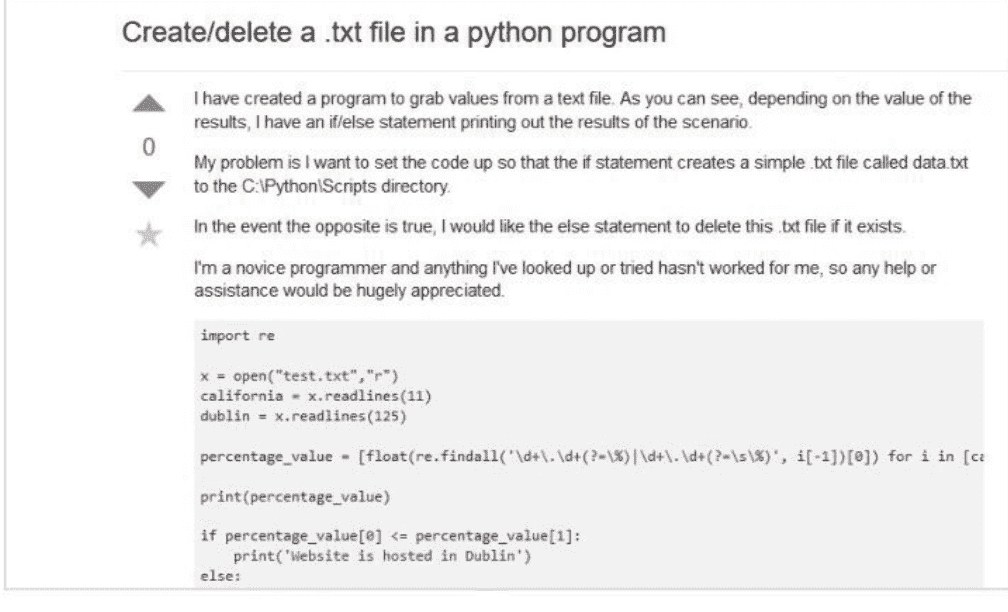 Create/delete a .txt file in a python program
I have created a program to grab values from a text file. As you can see, depending on the value of the
results, I have an if/else statement printing out the results of the scenario.
0
My problem is I want to set the code up so that the if statement creates a simple .txt file called data.txt
to the C:\Python\Scripts directory.
In the event the opposite is true, I would like the else statement to delete this .txt file if it exists.
I'm a novice programmer and anything I've looked up or tried hasn't worked for me, so any help or
assistance would be hugely appreciated.
import re
x = open("test.txt","r")
california = x.readlines(11)
dublin = x.readlines(125)
percentage_value = [float(re.findall('\d+\.\d+(?=\%)|\d+\.\d+(?=\s\%)', i[-1])[0]) for i in [ca
print(percentage_value)
if percentage_value[0] <= percentage_value[1]:
    print('Website is hosted in Dublin')
else: